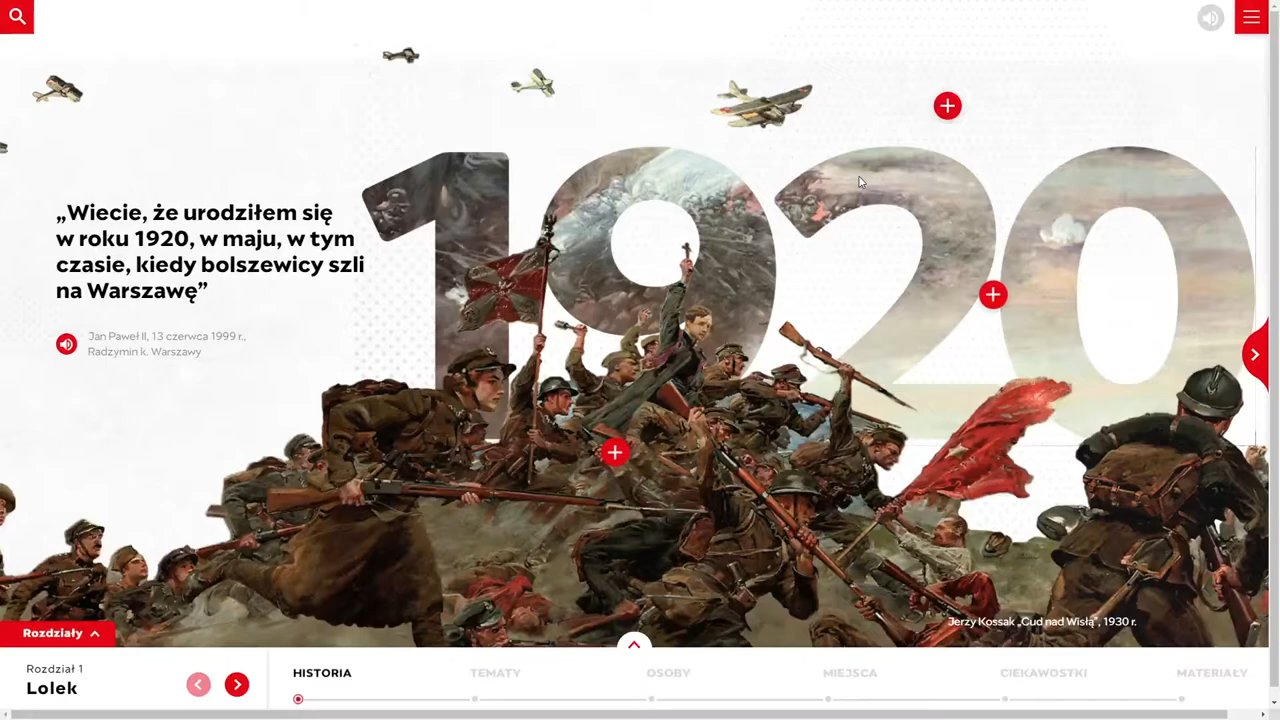 1920
„Wiecie, że urodziłem się
w roku 1920, w maju, w tym
czasie, kiedy bolszewicy szli
na Warszawę”
Jan Paweł II, 13 czerwca 1999 r.,
Radzymin k. Warszawy
Jerzy Kossak „Cud nad Wisłą”, 1930 r.
Rozdziały
Rozdział 1
Lolek
HISTORIA
TEMATY
OSOBY
MIEJSCA
CIEKAWOSTKI
MATERIAŁY